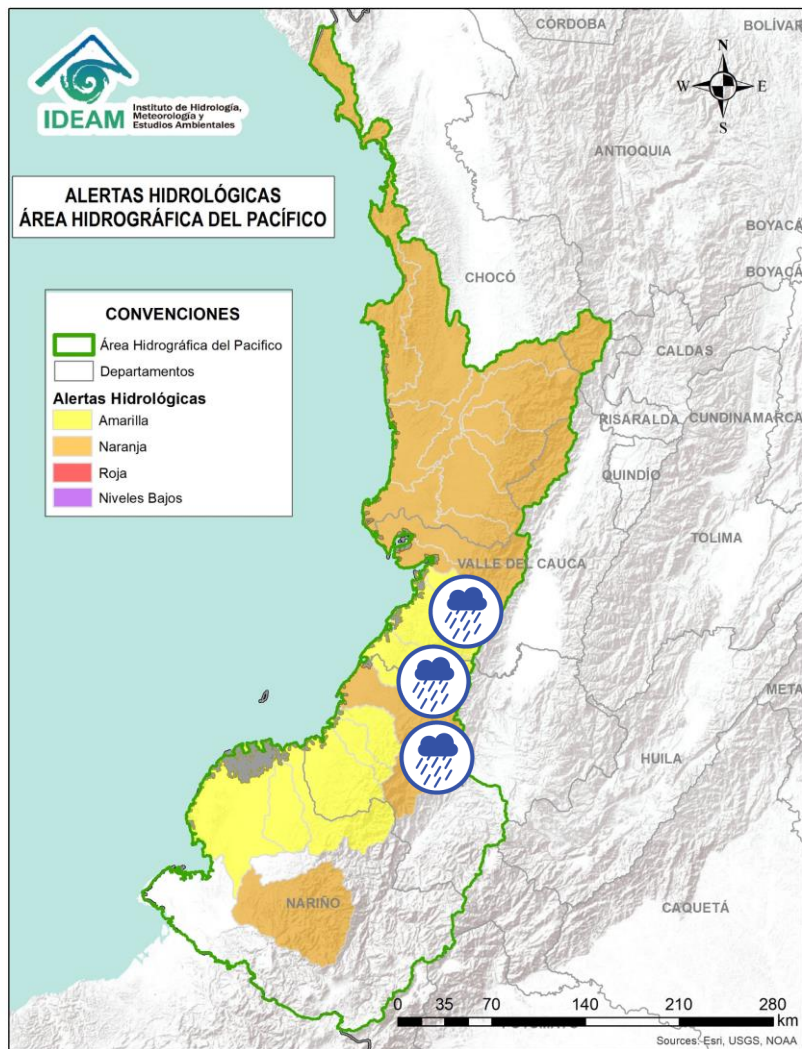 CÓRDOBA
BOLÍVAR
IDEAM
Instituto de Hidrología,
Meteorología y
Estudios Ambientales
N
W
E
S
ANTIOQUIA
ALERTAS HIDROLÓGICAS
ÁREA HIDROGRÁFICA DEL PACÍFICO
BOYACÁ
BOYACÁ
CHOCÓ
CONVENCIONES
Área Hidrográfica del Pacifico
Departamentos
Alertas Hidrológicas
Amarilla
Naranja
Roja
Niveles Bajos
CALDAS
RISARALDA
CUNDINAMARCA
QUINDÍO
TOLIMA
VALLE DEL CAUCA
META
HUILA
NARIÑO
CAQUETÁ
0 35 70 140 210 280
km
Sources: Esri, USGS, NOAA